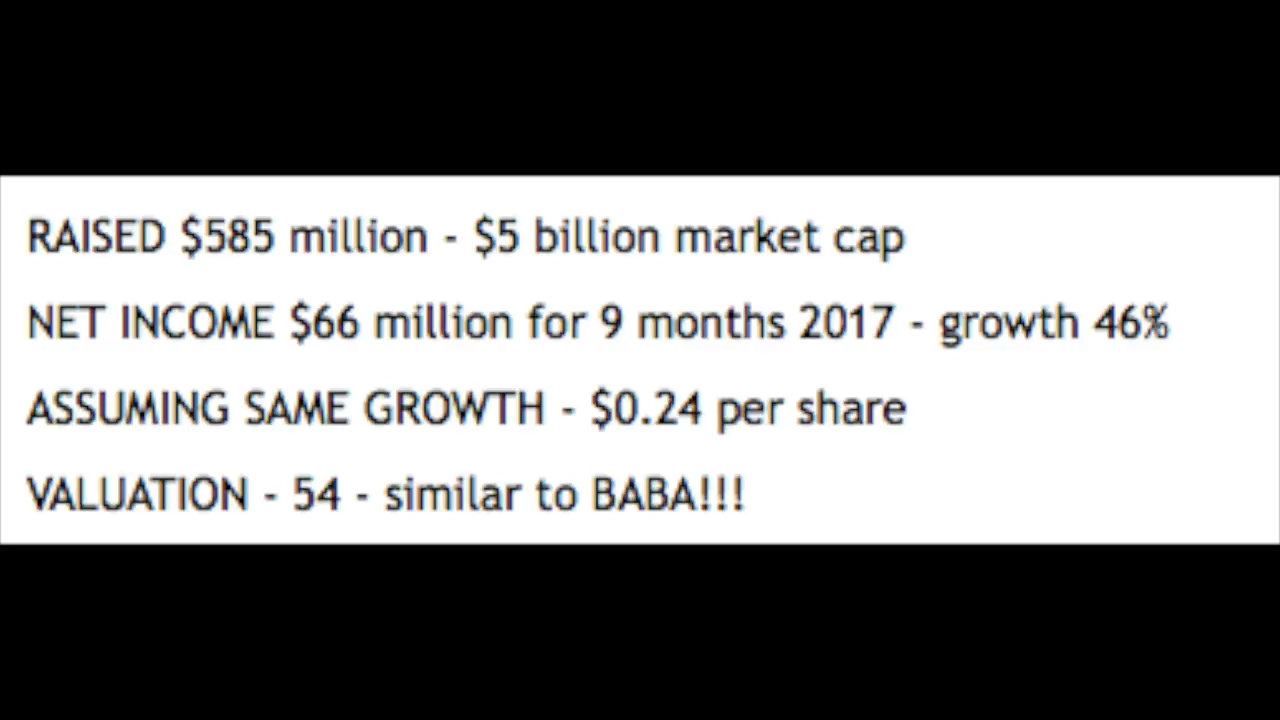 RAISED $585 million - $5 billion market cap
NET INCOME $66 million for 9 months 2017 - growth 46%
ASSUMING SAME GROWTH - $0.24 per share
VALUATION - 54 - similar to BABA!!!